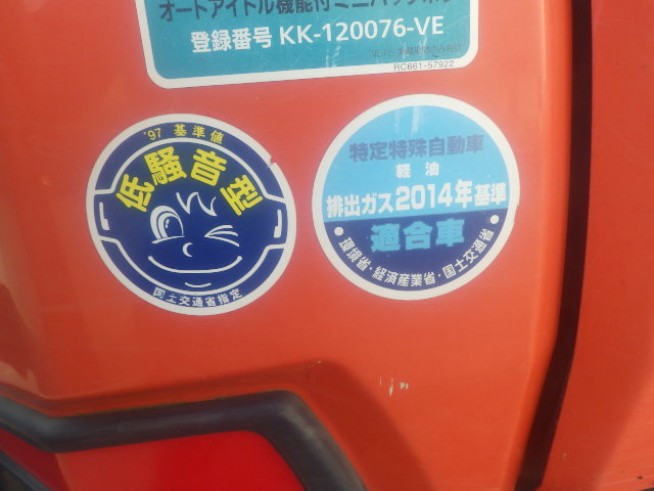 オートアイドル機能付ミニバックホウ
登録番号 KK-120076-VE
RC661-57922
'97 基準値
低騒音型
国土交通省指定
特定特殊自動車
軽油
排出ガス2014年基準
適合車
・環境省・経済産業省・国土交通省・